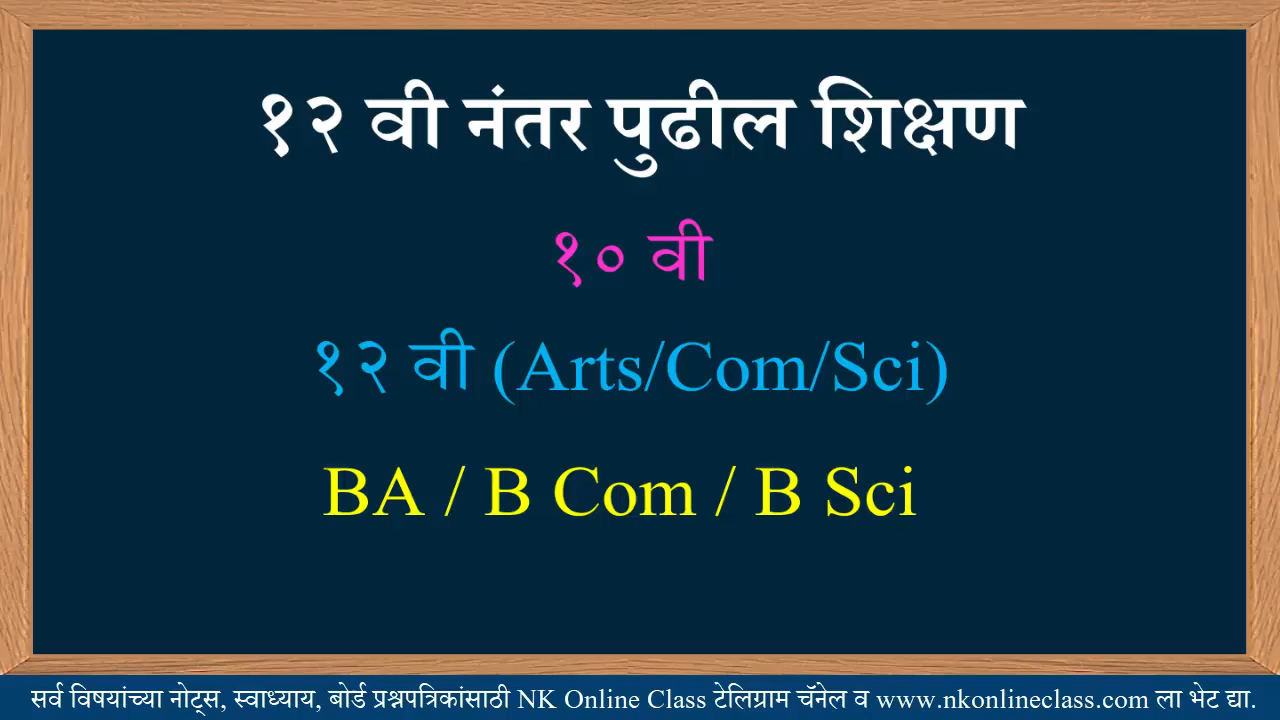 १२ वी नंतर पुढील शिक्षण
१० वी
१२ वी (Arts/Com/Sci)
BA / B Com / B Sci
सर्व विषयांच्या नोट्स, स्वाध्याय, बोर्ड प्रश्नपत्रिकांसाठी NK Online Class टेलिग्राम चॅनेल व www.nkonlineclass.com ला भेट द्या.